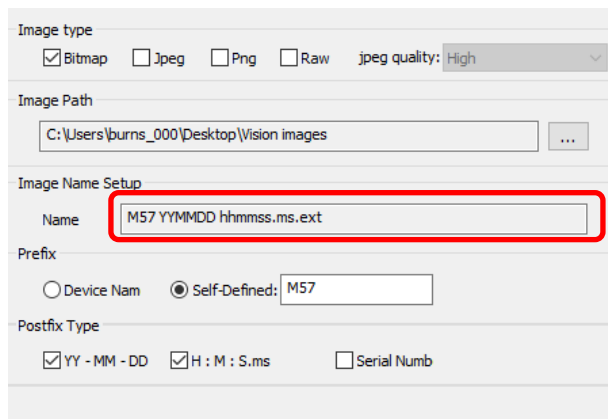 Image type
Bitmap Jpeg Png Raw jpeg quality: High
Image Path
C:\Users\burns_000\Desktop\Vision images ...
Image Name Setup
Name M57 YYMMDD hhmmss.ms.ext
Prefix
Device Nam Self-Defined: M57
Postfix Type
YY - MM - DD H : M : S.ms Serial Numb